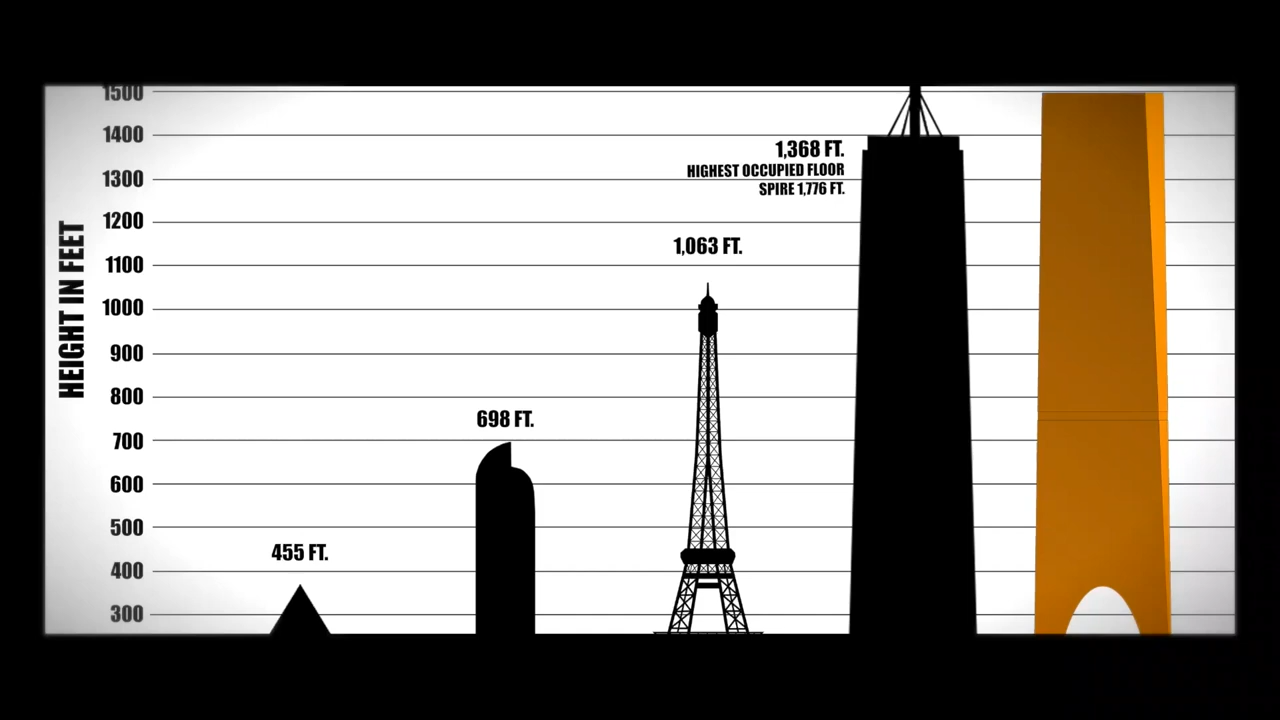 HEIGHT IN FEET
1500
1400
1300
1200
1100
1000
900
800
700
600
500
400
300
455 FT.
698 FT.
1,063 FT.
1,368 FT.
HIGHEST OCCUPIED FLOOR
SPIRE 1,776 FT.